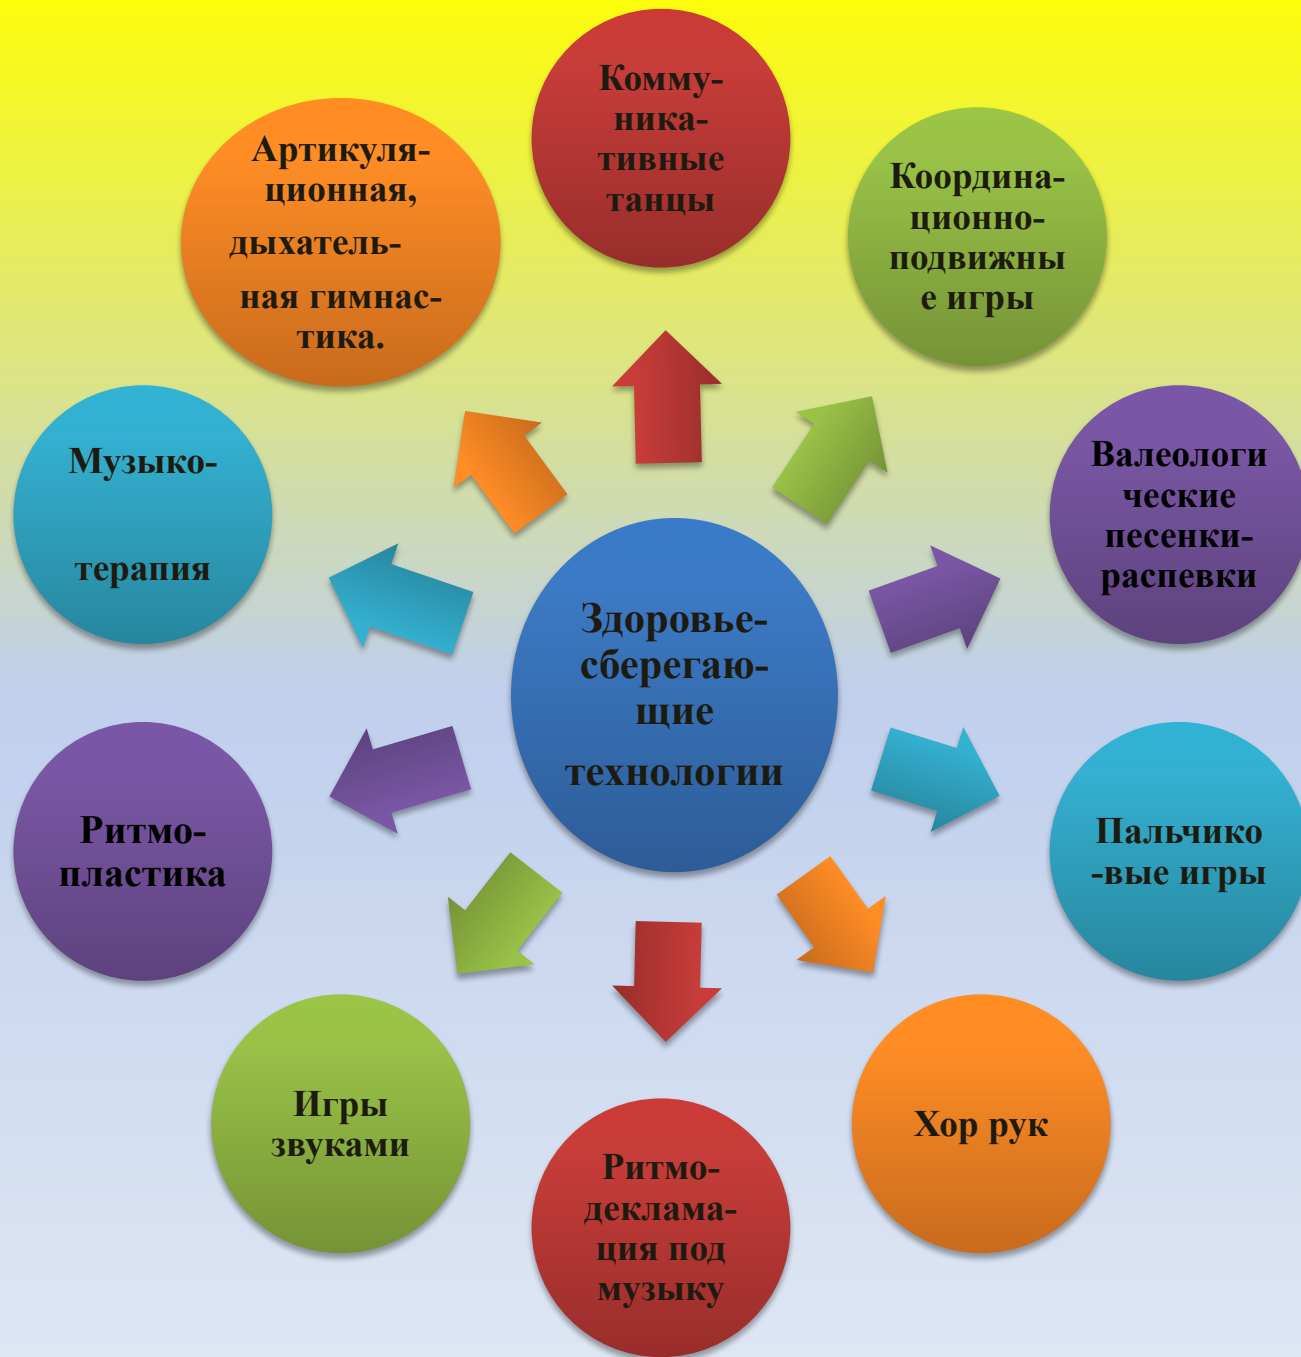 Комму-
ника-
тивные
танцы
Координа-
ционно-
подвижны
е игры
Валеологи
ческие
песенки-
распевки
Пальчико
-вые игры
Хор рук
Ритмо-
деклама-
ция под
музыку
Игры
звуками
Ритмо-
пластика
Музыко-
терапия
Артикуля-
ционная,
дыхатель-
ная гимнас-
тика.
Здоровье-
сберегаю-
щие
технологии